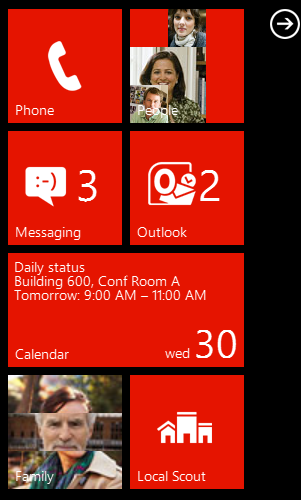 Phone
People
:-) 3
Messaging
O 2
Outlook
Daily status
Building 600, Conf Room A
Tomorrow: 9:00 AM – 11:00 AM
Calendar
wed 30
Family
Local Scout